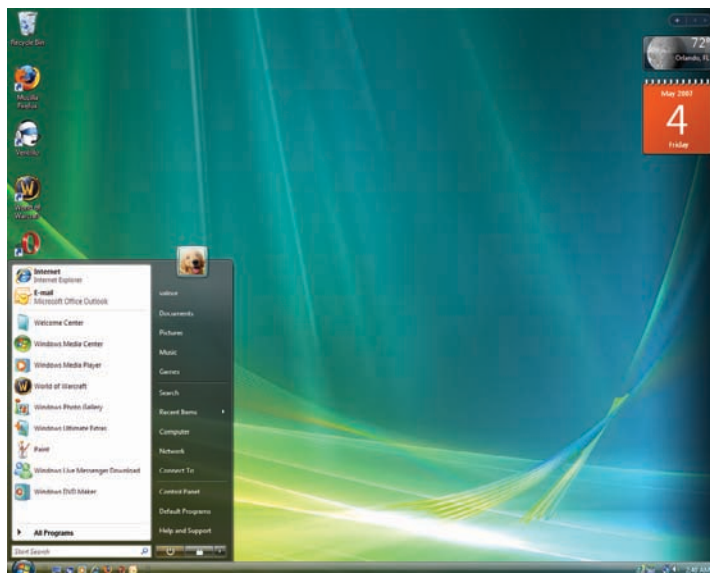 Recycle Bin
Mozilla
Firefox
World of
Warcraft
72°
Orlando, FL
May 2007
4
Friday
Internet
Internet Explorer
E-mail
Microsoft Office Outlook
Welcome Center
Windows Media Center
Windows Media Player
World of Warcraft
Windows Photo Gallery
Windows Ultimate Extras
Paint
Windows Live Messenger Download
Windows DVD Maker
All Programs
Start Search
Documents
Pictures
Music
Games
Search
Recent Items
Computer
Network
Connect To
Control Panel
Default Programs
Help and Support